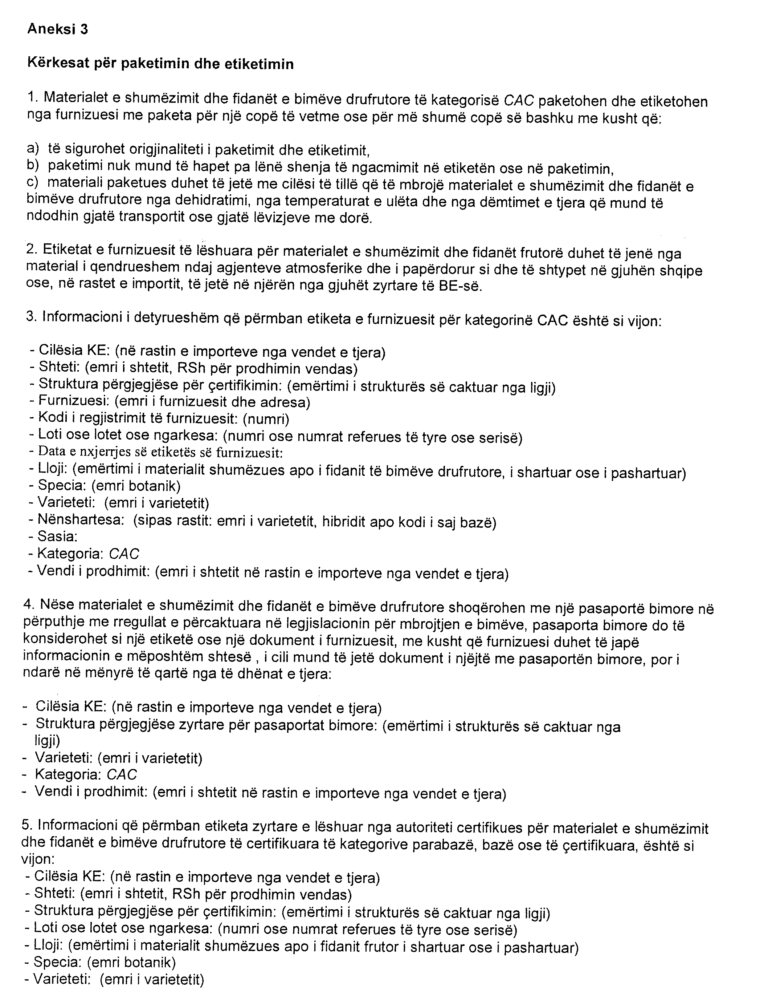 Aneksi 3
Kërkesat për paketimin dhe etiketimin
1. Materialet e shumëzimit dhe fidanët e bimëve drufrutore të kategorisë CAC paketohen dhe etiketohen
nga furnizuesi me paketa për një copë të vetme ose për më shumë copë së bashku me kusht që:
a) të sigurohet origjinaliteti i paketimit dhe etiketimit,
b) paketimi nuk mund të hapet pa lënë shenja të ngacmimit në etiketën ose në paketimin,
c) materiali paketues duhet të jetë me cilësi të tillë që të mbrojë materialet e shumëzimit dhe fidanët e
bimëve drufrutore nga dehidratimi, nga temperaturat e ulëta dhe nga dëmtimet e tjera që mund të
ndodhin gjatë transportit ose gjatë lëvizjeve me dorë.
2. Etiketat e furnizuesit të lëshuara për materialet e shumëzimit dhe fidanët frutorë duhet të jenë nga
material i qendrueshem ndaj agjenteve atmosferike dhe i papërdorur si dhe të shtypet në gjuhën shqipe
ose, në rastet e importit, të jetë në njërën nga gjuhët zyrtare të BE-së.
3. Informacioni i detyrueshëm që përmban etiketa e furnizuesit për kategorinë CAC është si vijon:
- Cilësia KE: (në rastin e importeve nga vendet e tjera)
- Shteti: (emri i shtetit, RSh për prodhimin vendas)
- Struktura përgjegjëse për çertifikimin: (emërtimi i strukturës së caktuar nga ligji)
- Furnizuesi: (emri i furnizuesit dhe adresa)
- Kodi i regjistrimit të furnizuesit: (numri)
- Loti ose lotet ose ngarkesa: (numri ose numrat referues të tyre ose serisë)
- Data e nxjerrjes së etiketës së furnizuesit:
- Lloji: (emërtimi i materialit shumëzues apo i fidanit të bimëve drufrutore, i shartuar ose i pashartuar)
- Specia: (emri botanik)
- Varieteti: (emri i varietetit)
- Nënshartesa: (sipas rastit: emri i varietetit, hibridit apo kodi i saj bazë)
- Sasia:
- Kategoria: CAC
- Vendi i prodhimit: (emri i shtetit në rastin e importeve nga vendet e tjera)
4. Nëse materialet e shumëzimit dhe fidanët e bimëve drufrutore shoqërohen me një pasaportë bimore në
përputhje me rregullat e përcaktuara në legjislacionin për mbrojtjen e bimëve, pasaporta bimore do të
konsiderohet si një etiketë ose një dokument i furnizuesit, me kusht që furnizuesi duhet të japë
informacionin e mëposhtëm shtesë , i cili mund të jetë dokument i njëjtë me pasaportën bimore, por i
ndarë në mënyrë të qartë nga të dhënat e tjera:
- Cilësia KE: (në rastin e importeve nga vendet e tjera)
- Struktura përgjegjëse zyrtare për pasaportat bimore: (emërtimi i strukturës së caktuar nga
ligji)
- Varieteti: (emri i varietetit)
- Kategoria: CAC
- Vendi i prodhimit: (emri i shtetit në rastin e importeve nga vendet e tjera)
5. Informacioni që përmban etiketa zyrtare e lëshuar nga autoriteti certifikues për materialet e shumëzimit
dhe fidanët e bimëve drufrutore të certifikuara të kategorive parabazë, bazë ose të çertifikuara, është si
vijon:
- Cilësia KE: (në rastin e importeve nga vendet e tjera)
- Shteti: (emri i shtetit, RSh për prodhimin vendas)
- Struktura përgjegjëse për çertifikimin: (emërtimi i strukturës së caktuar nga ligji)
- Loti ose lotet ose ngarkesa: (numri ose numrat referues të tyre ose serisë)
- Lloji: (emërtimi i materialit shumëzues apo i fidanit frutor i shartuar ose i pashartuar)
- Specia: (emri botanik)
- Varieteti: (emri i varietetit)